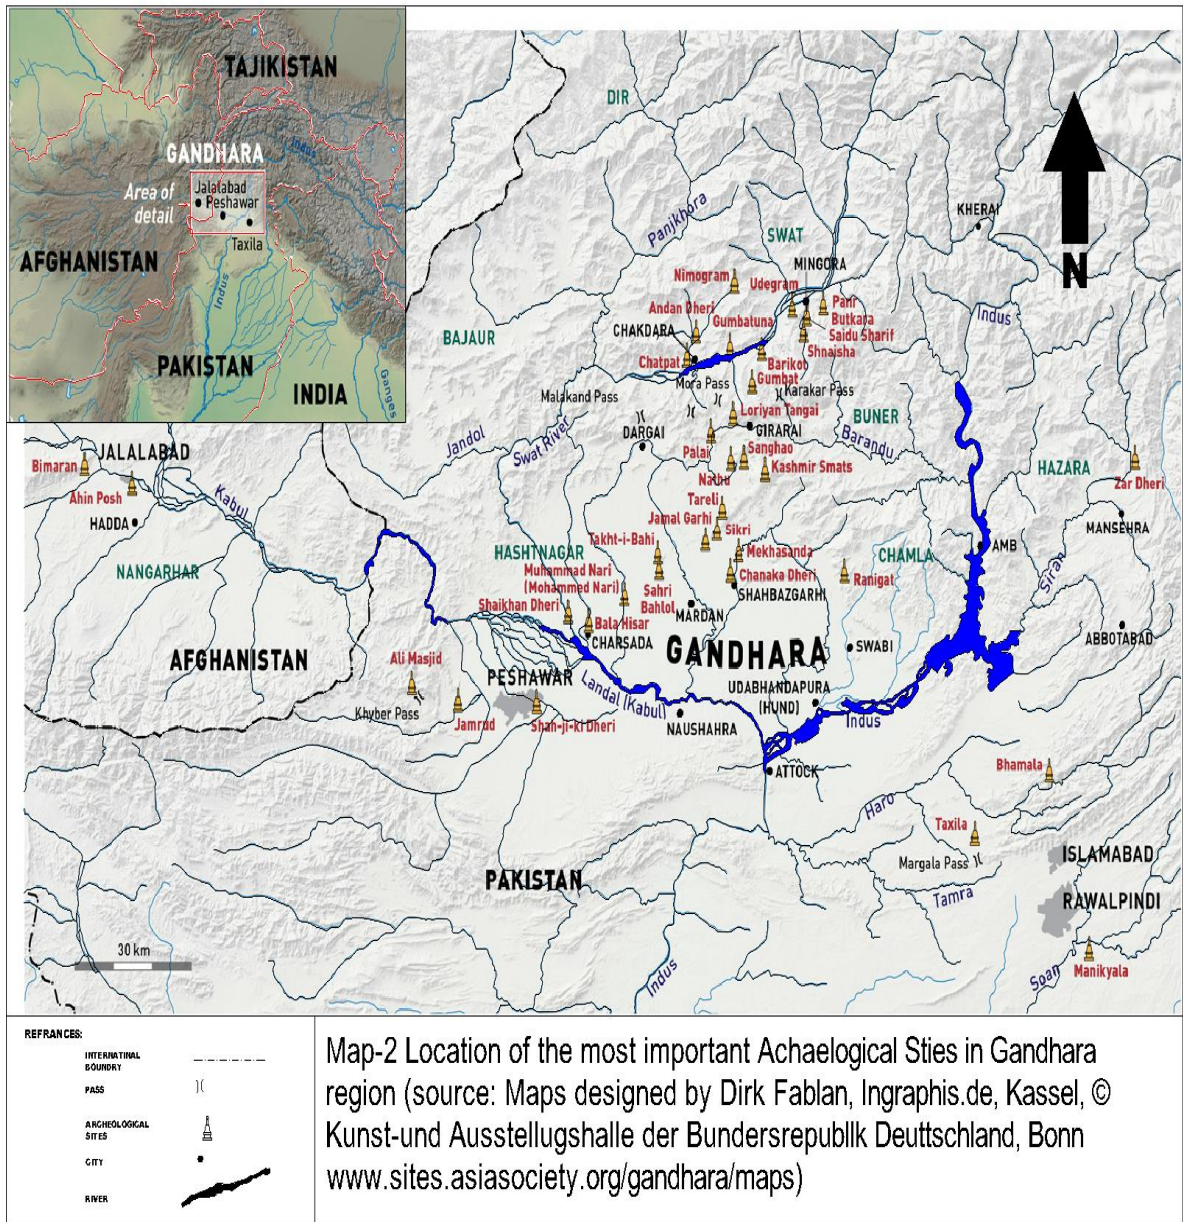 TAJIKISTAN
GANDHARA
Indus
Area of
detail
Jalalabad
Peshawar
Taxila
AFGHANISTAN
Indus
PAKISTAN
INDIA
Ganges
DIR
N
KHERAI
Panjkhora
SWAT
MINGORA
Nimogram
Udegram
Panr
Butkara
Andan Dheri
Gumbatuna
Saidu Sharif
Indus
BAJAUR
CHAKDARA
Shnaisha
Chatpat
Barikot
Mora Pass
Gumbat
Karakar Pass
Malakand Pass
Loriyan Tangai
BUNER
GIRARAI
DARGAI
Jandol
Swat River
Barandu
Palai
Sanghao
HAZARA
JALALABAD
Bimaran
Nathu
Kashmir Smats
Zar Dheri
Ahin Posh
Kabul
Tareli
HADDA
Jamal Garhi
Sikri
MANSEHRA
Takht-i-Bahi
HASHTNAGAR
Mekhasanda
CHAMLA
AMB
Siran
NANGARHAR
Muhammad Nari
(Mohammed Nari)
Chanaka Dheri
Ranigat
SHAHBAZGARHI
Sahri
Bahlol
Shaikhan Dheri
MARDAN
Bala Hisar
CHARSADA
ABBOTABAD
GANDHARA
SWABI
AFGHANISTAN
Ali Masjid
PESHAWAR
Landai (Kabul)
UDABHANDAPURA
(HUND)
Khyber Pass
Jamrud
Shah-ji-ki Dheri
NAUSHAHRA
Indus
ATTOCK
Bhamala
Haro
Taxila
ISLAMABAD
Margala Pass
PAKISTAN
Tamra
RAWALPINDI
30 km
Indus
Soan
Manikyala
REFRANCES:
INTERNATINAL
BOUNDRY
PASS
ARCHEOLOGICAL
SITES
CITY
RIVER
Map-2 Location of the most important Achaelogical Sties in Gandhara
region (source: Maps designed by Dirk Fablan, Ingraphis.de, Kassel, ©
Kunst-und Ausstellugshalle der Bundersrepubllk Deuttschland, Bonn
www.sites.asiasociety.org/gandhara/maps)